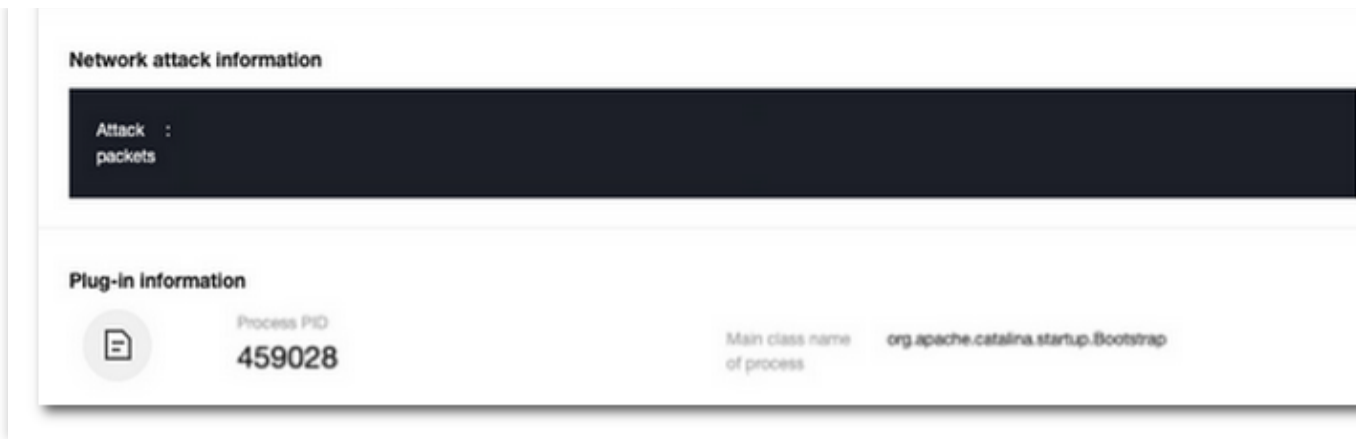 Network attack information
Attack :
packets
Plug-in information
Process PID
459028
Main class name
of process
org.apache.catalina.startup.Bootstrap